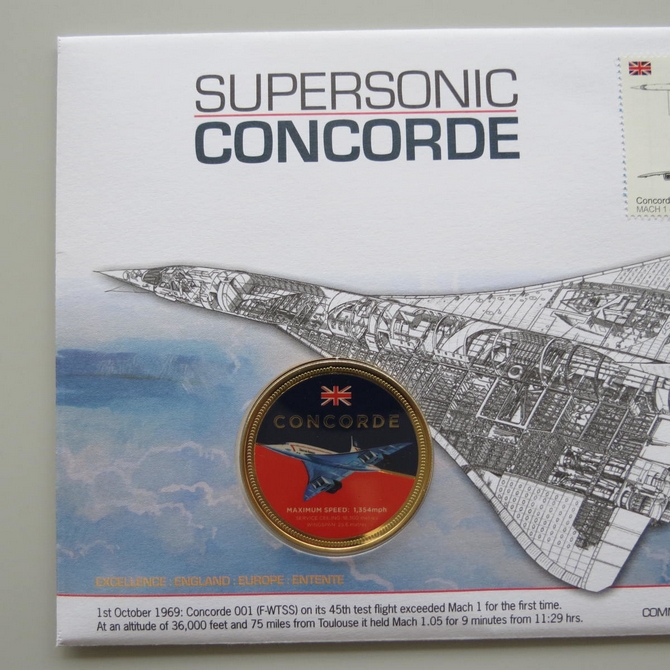 SUPERSONIC
CONCORDE
Concord
MACH 1
CONCORDE
MAXIMUM SPEED: 1,354mph
EXCELLENCE : ENGLAND : EUROPE : ENTENTE
1st October 1969: Concorde 001 (F-WTSS) on its 45th test flight exceeded Mach 1 for the first time.
At an altitude of 36,000 feet and 75 miles from Toulouse it held Mach 1.05 for 9 minutes from 11:29 hrs.
COMM